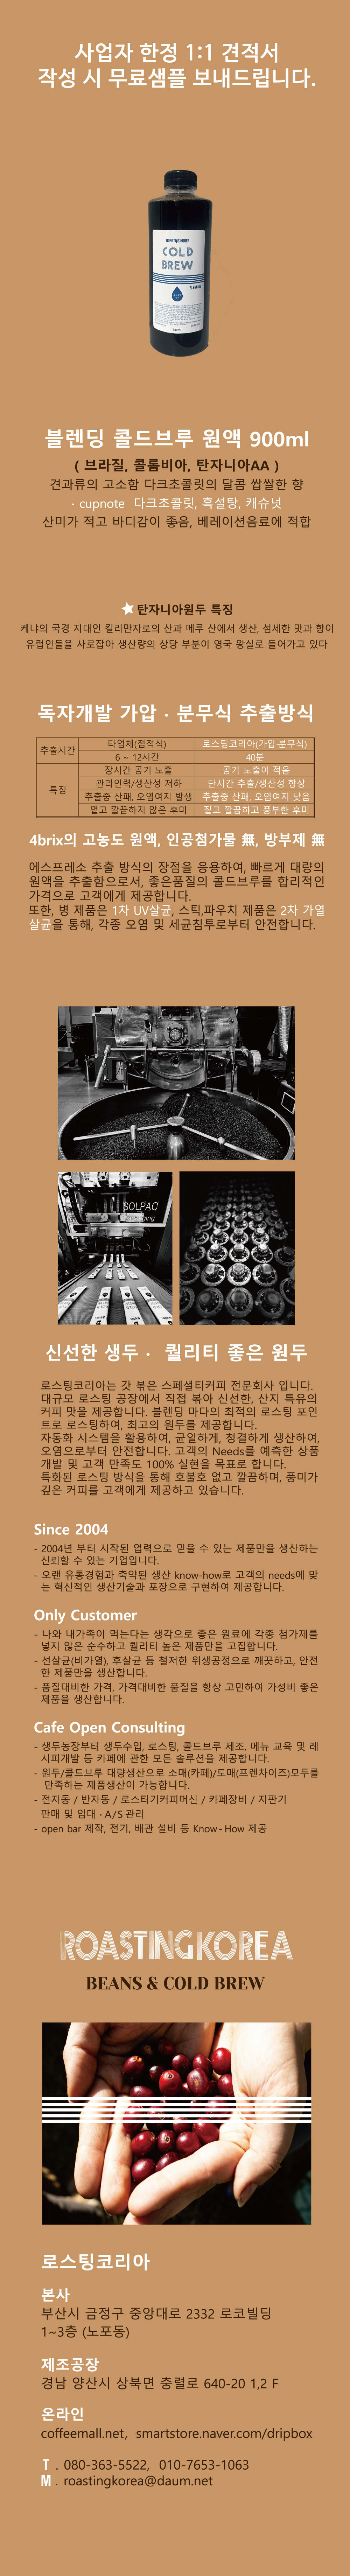 사업자 한정 1:1 견적서
작성 시 무료샘플 보내드립니다.
COLD
BREW
블렌딩 콜드브루 원액 900ml
( 브라질, 콜롬비아, 탄자니아AA )
견과류의 고소함 다크초콜릿의 달콤 쌉쌀한 향
· cupnote 다크초콜릿, 흑설탕, 캐슈넛
산미가 적고 바디감이 좋음, 베레이션음료에 적합
탄자니아원두 특징
케냐의 국경 지대인 킬리만자로의 산과 메루 산에서 생산, 섬세한 맛과 향이
유럽인들을 사로잡아 생산량의 상당 부분이 영국 왕실로 들어가고 있다
독자개발 가압 · 분무식 추출방식
추출시간 타업체(점적식) 로스팅코리아(가압·분무식)
6 ~ 12시간 40분
특징 장시간 공기 노출 공기 노출이 적음
관리인력/생산성 저하 단시간 추출/생산성 향상
추출중 산패, 오염여지 발생 추출중 산패, 오염여지 낮음
옅고 깔끔하지 않은 후미 짙고 깔끔하고 풍부한 후미
4brix의 고농도 원액, 인공첨가물 無, 방부제 無
에스프레소 추출 방식의 장점을 응용하여, 빠르게 대량의
원액을 추출함으로서, 좋은품질의 콜드브루를 합리적인
가격으로 고객에게 제공합니다.
또한, 병 제품은 1차 UV살균, 스틱,파우치 제품은 2차 가열
살균을 통해, 각종 오염 및 세균침투로부터 안전합니다.
SOLPAC
신선한 생두 · 퀄리티 좋은 원두
로스팅코리아는 갓 볶은 스페셜티커피 전문회사 입니다.
대규모 로스팅 공장에서 직접 볶아 신선한, 산지 특유의
커피 맛을 제공합니다. 블렌딩 마다의 최적의 로스팅 포인
트로 로스팅하여, 최고의 원두를 제공합니다.
자동화 시스템을 활용하여, 균일하게, 청결하게 생산하여,
오염으로부터 안전합니다. 고객의 Needs를 예측한 상품
개발 및 고객 만족도 100% 실현을 목표로 합니다.
특화된 로스팅 방식을 통해 호불호 없고 깔끔하며, 풍미가
깊은 커피를 고객에게 제공하고 있습니다.
Since 2004
- 2004년 부터 시작된 업력으로 믿을 수 있는 제품만을 생산하는
신뢰할 수 있는 기업입니다.
- 오랜 유통경험과 축약된 생산 know-how로 고객의 needs에 맞
는 혁신적인 생산기술과 포장으로 구현하여 제공합니다.
Only Customer
- 나와 내가족이 먹는다는 생각으로 좋은 원료에 각종 첨가제를
넣지 않은 순수하고 퀄리티 높은 제품만을 고집합니다.
- 선살균(비가열), 후살균 등 철저한 위생공정으로 깨끗하고, 안전
한 제품만을 생산합니다.
- 품질대비한 가격, 가격대비한 품질을 항상 고민하여 가성비 좋은
제품을 생산합니다.
Cafe Open Consulting
- 생두농장부터 생두수입, 로스팅, 콜드브루 제조, 메뉴 교육 및 레
시피개발 등 카페에 관한 모든 솔루션을 제공합니다.
- 원두/콜드브루 대량생산으로 소매(카페)/도매(프렌차이즈)모두를
만족하는 제품생산이 가능합니다.
- 전자동 / 반자동 / 로스터기커피머신 / 카페장비 / 자판기
판매 및 임대 · A/S 관리
- open bar 제작, 전기, 배관 설비 등 Know - How 제공
ROASTINGKOREA
BEANS & COLD BREW
로스팅코리아
본사
부산시 금정구 중앙대로 2332 로코빌딩
1~3층 (노포동)
제조공장
경남 양산시 상북면 충렬로 640-20 1,2 F
온라인
coffeemall.net, smartstore.naver.com/dripbox
T . 080-363-5522, 010-7653-1063
M . roastingkorea@daum.net